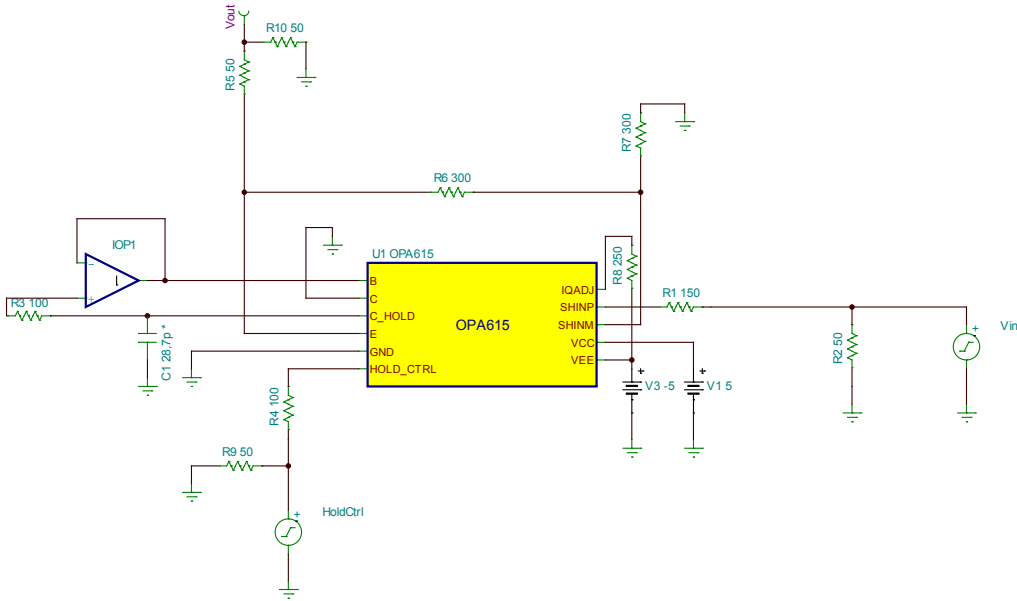 Vout
R10 50
R5 50
R7 300
R6 300
IOP1
U1 OPA615
R8 250
B
C
C_HOLD
E
GND
HOLD_CTRL
OPA615
IQADJ
SHINP
SHINM
VCC
VEE
R1 150
R3 100
C1 28,7p *
R2 50
+
Vin
+
V3 -5
+
V1 5
R4 100
R9 50
+
HoldCtrl